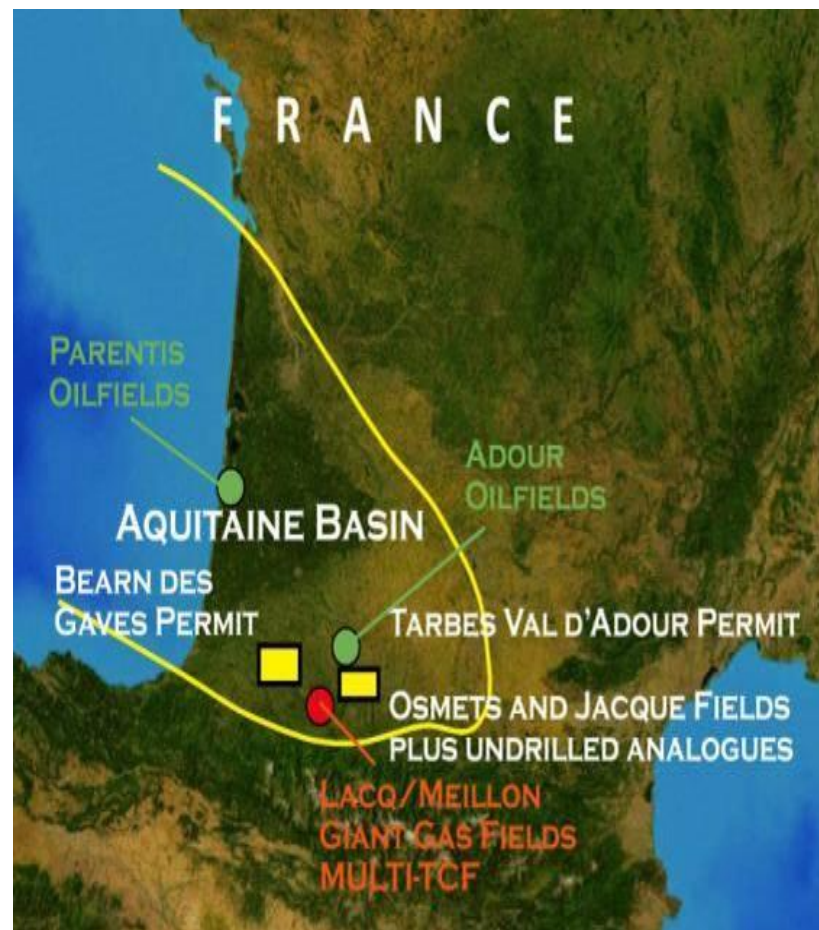 FRANCE
PARENTIS
OILFIELDS
ADOUR
OILFIELDS
AQUITAINE BASIN
BEARN DES
GAVES PERMIT
TARBES VAL D'ADOUR PERMIT
OSMETS AND JACQUE FIELDS
PLUS UNDRILLED ANALOGUES
LACQ/MEILLON
GIANT GAS FIELDS
MULTI-TCF